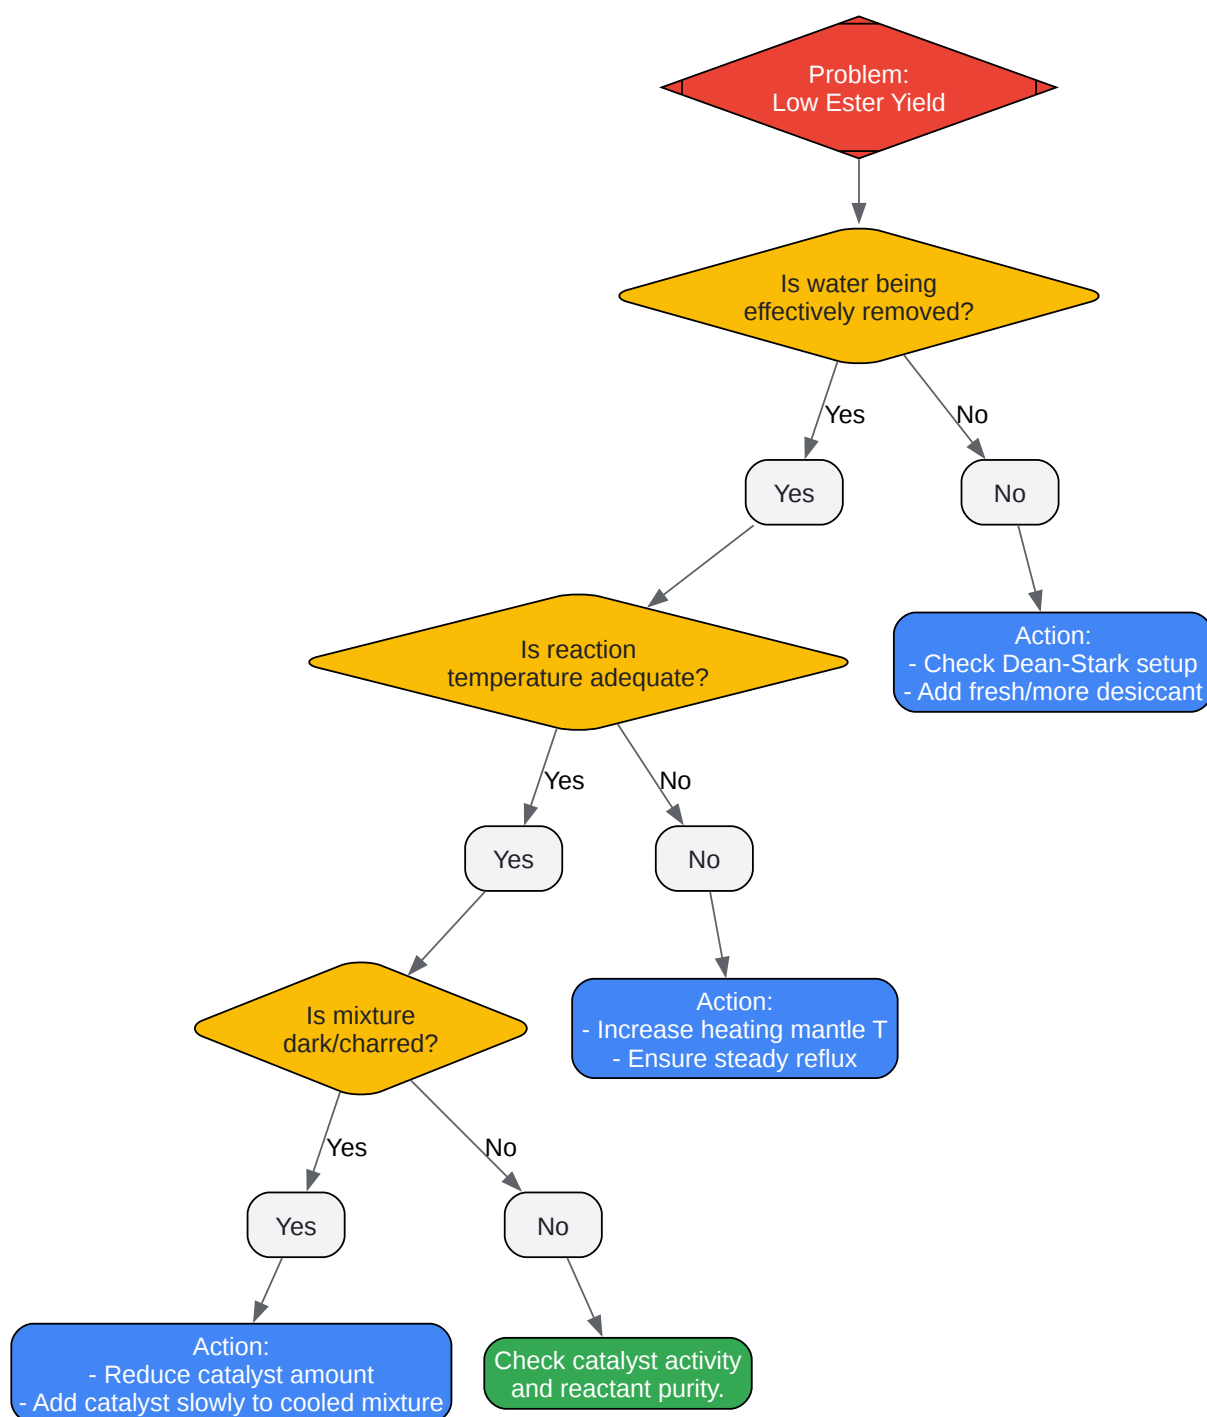 Problem:
Low Ester Yield
Is water being
effectively removed?
Yes
No
Yes
No
Is reaction
temperature adequate?
Action:
- Check Dean-Stark setup
- Add fresh/more desiccant
Yes
No
Yes
No
Is mixture
dark/charred?
Action:
- Increase heating mantle T
- Ensure steady reflux
Yes
No
Yes
No
Action:
- Reduce catalyst amount
- Add catalyst slowly to cooled mixture
Check catalyst activity
and reactant purity.